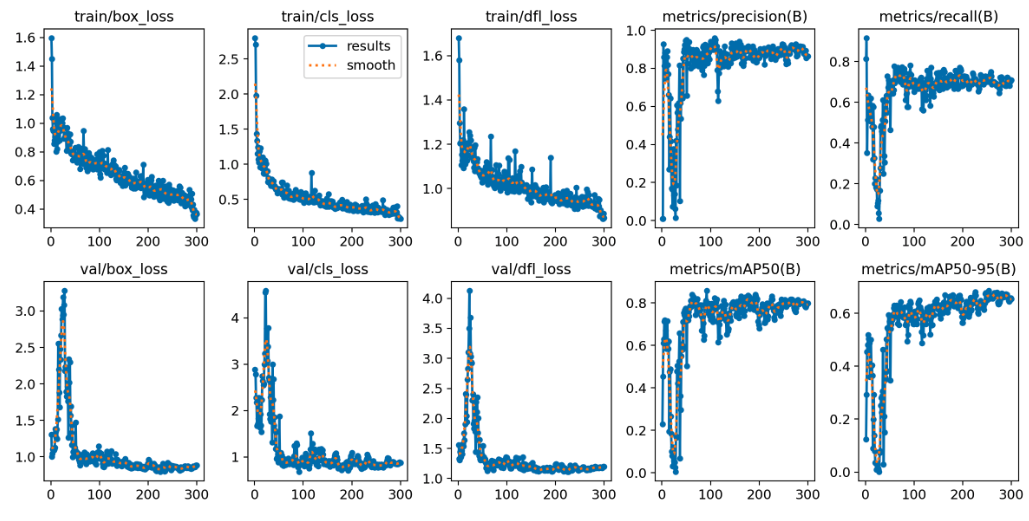 train/box_loss
train/cls_loss
train/dfl_loss
metrics/precision(B)
metrics/recall(B)
1.6
1.4
1.2
1.0
0.8
0.6
0.4
0 100 200 300
results
smooth
2.5
2.0
1.5
1.0
0.5
0 100 200 300
1.6
1.4
1.2
1.0
0 100 200 300
1.0
0.8
0.6
0.4
0.2
0.0
0 100 200 300
0.8
0.6
0.4
0.2
0.0
0 100 200 300
val/box_loss
val/cls_loss
val/dfl_loss
metrics/mAP50(B)
metrics/mAP50-95(B)
3.0
2.5
2.0
1.5
1.0
0 100 200 300
4
3
2
1
0 100 200 300
4.0
3.5
3.0
2.5
2.0
1.5
1.0
0 100 200 300
0.8
0.6
0.4
0.2
0.0
0 100 200 300
0.6
0.4
0.2
0.0
0 100 200 300